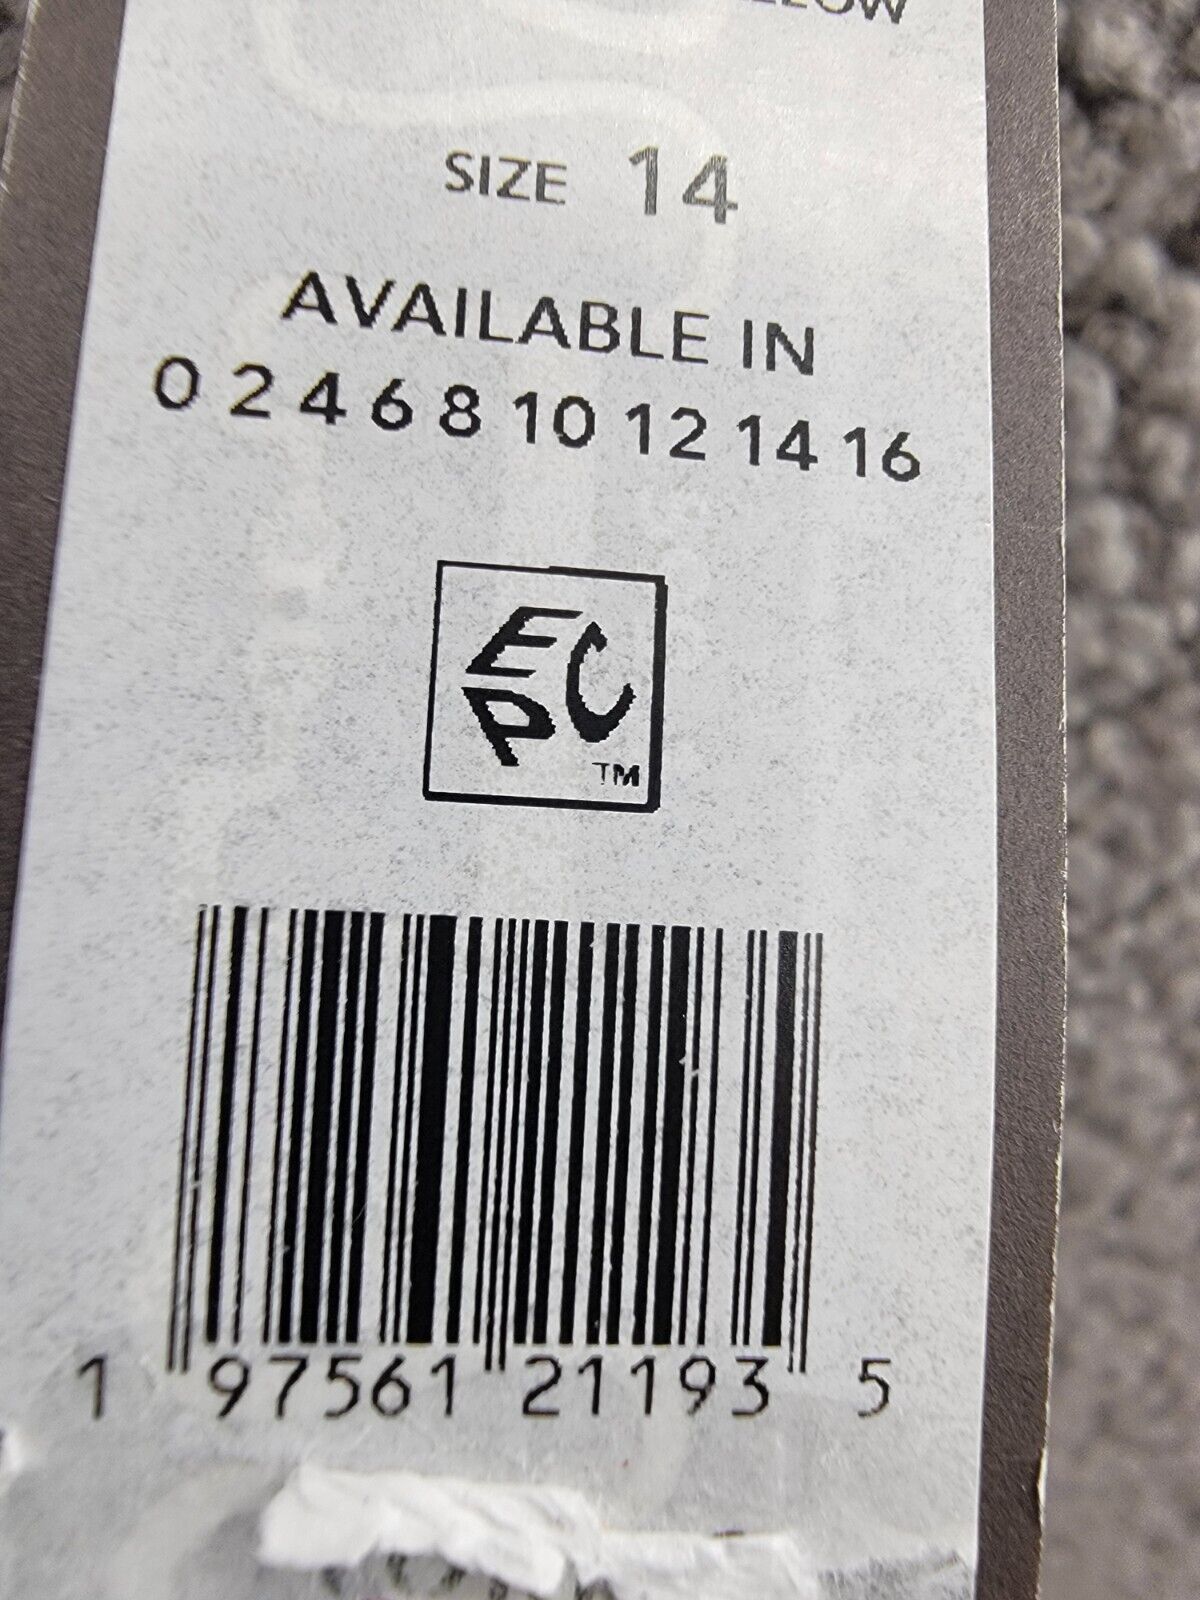 SIZE 14
AVAILABLE IN
0 2 4 6 8 10 12 14 16
EPC
TM
1 97561 21193 5